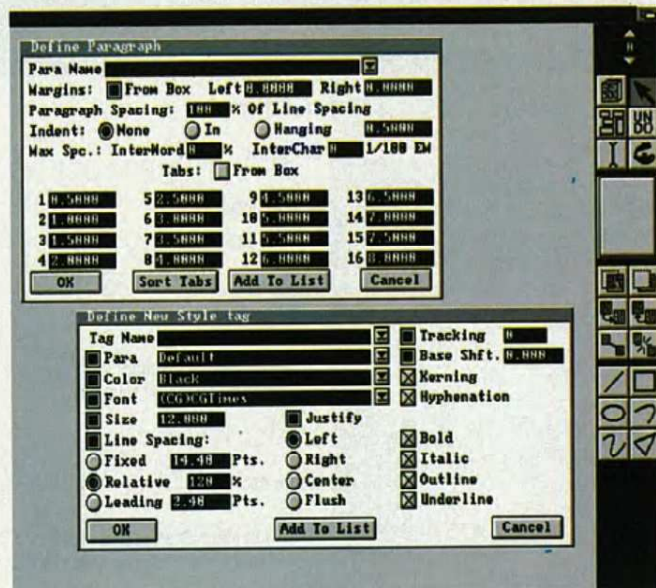 Define Paragraph
Para Name
Margins: From Box Left 0.0000 Right 0.0000
Paragraph Spacing: 100 % Of Line Spacing
Indent: None In Hanging 0.5000
Max Spc.: InterWord 0 % InterChar 0 1/100 EM
Tabs: From Box
1 0.5000 5 2.5000 9 4.5000 13 6.5000
2 1.0000 6 3.0000 10 5.0000 14 7.0000
3 1.5000 7 3.5000 11 5.5000 15 7.5000
4 2.0000 8 4.0000 12 6.0000 16 8.0000
OK Sort Tabs Add To List Cancel
UN
DO
Define New Style tag
Tag Name Tracking 0
Para Default Base Shft. 0.000
Color Black Kerning
Font (CG)CGTimes Hyphenation
Size 12.000 Justify
Line Spacing: Left Bold
Fixed 14.40 Pts. Right Italic
Relative 120 % Center Outline
Leading 2.40 Pts. Flush Underline
OK Add To List Cancel